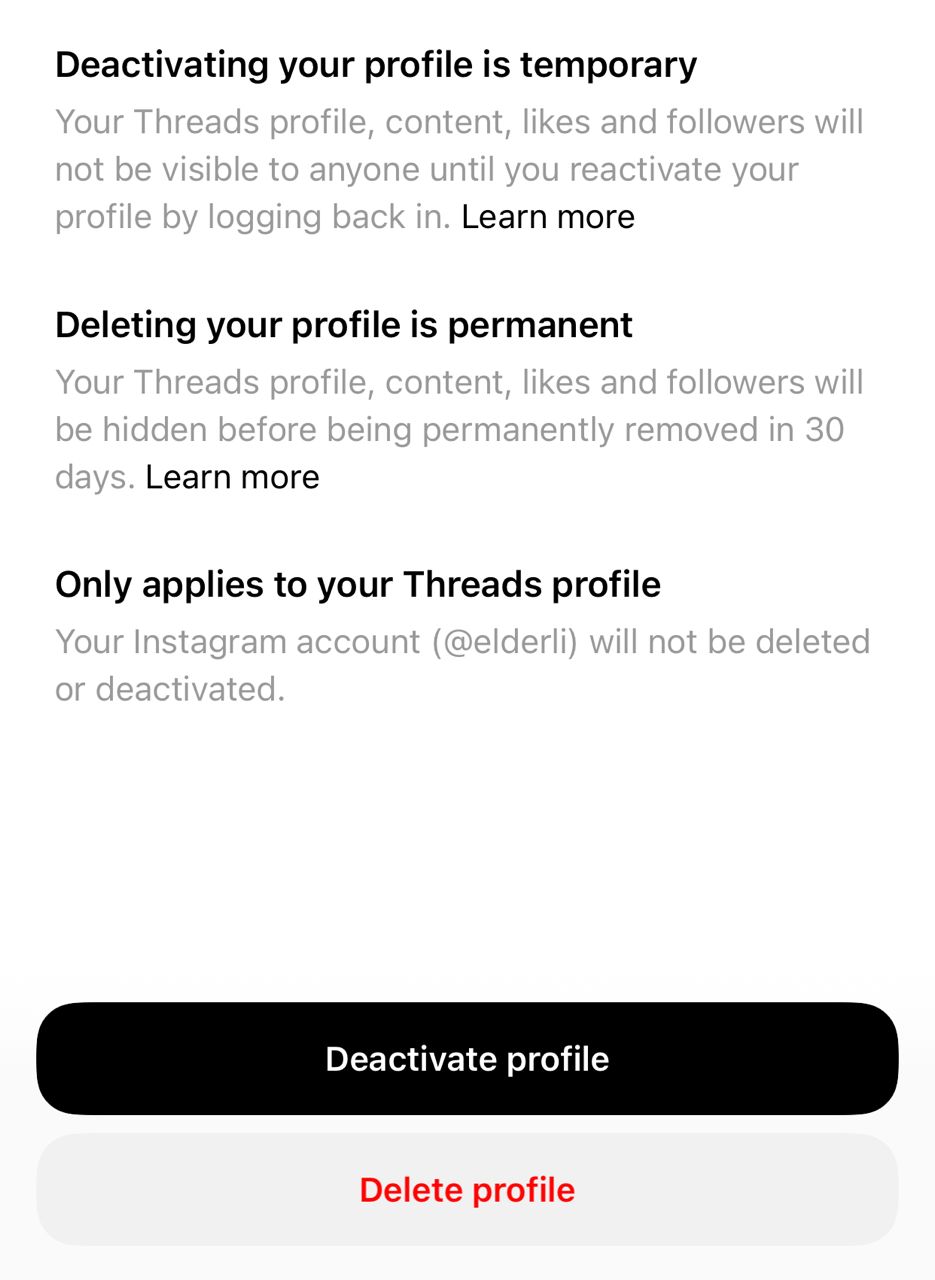 Deactivating your profile is temporary
Your Threads profile, content, likes and followers will
not be visible to anyone until you reactivate your
profile by logging back in. Learn more
Deleting your profile is permanent
Your Threads profile, content, likes and followers will
be hidden before being permanently removed in 30
days. Learn more
Only applies to your Threads profile
Your Instagram account (@elderli) will not be deleted
or deactivated.
Deactivate profile
Delete profile